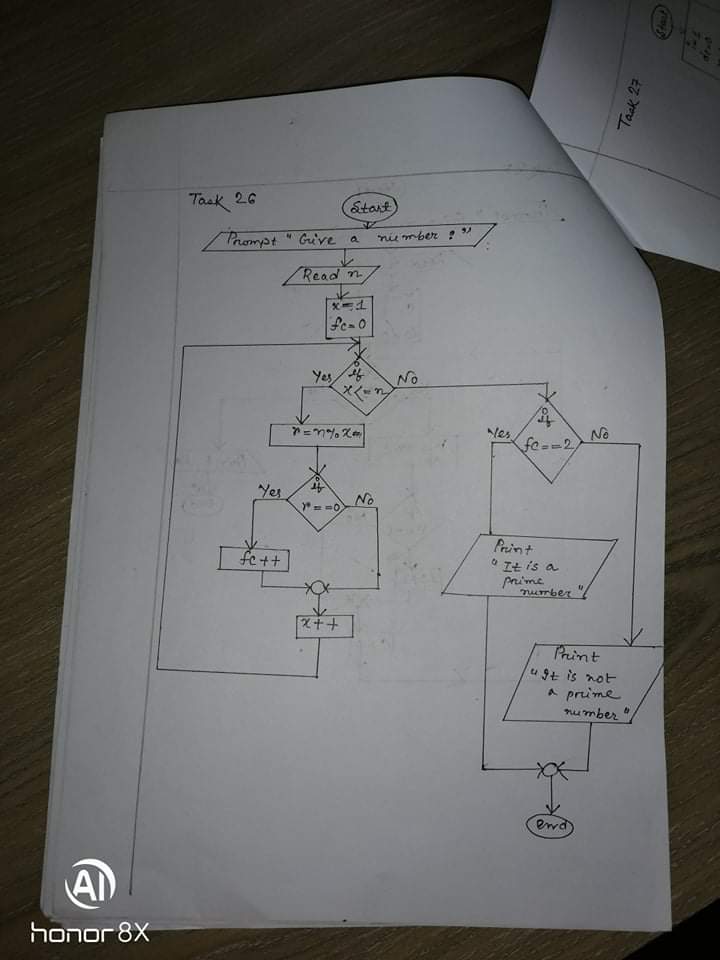 Task 26
Start
Prompt "Give a number:"
Read n
x=1
fc=0
if
x<=n
Yes
No
r=n%x
if
r==0
Yes
No
fc++
x++
if
fc==2
Yes
No
Print
"It is a
prime
number"
Print
"It is not
a prime
number"
end
Task 27
Start
AI
honor 8X